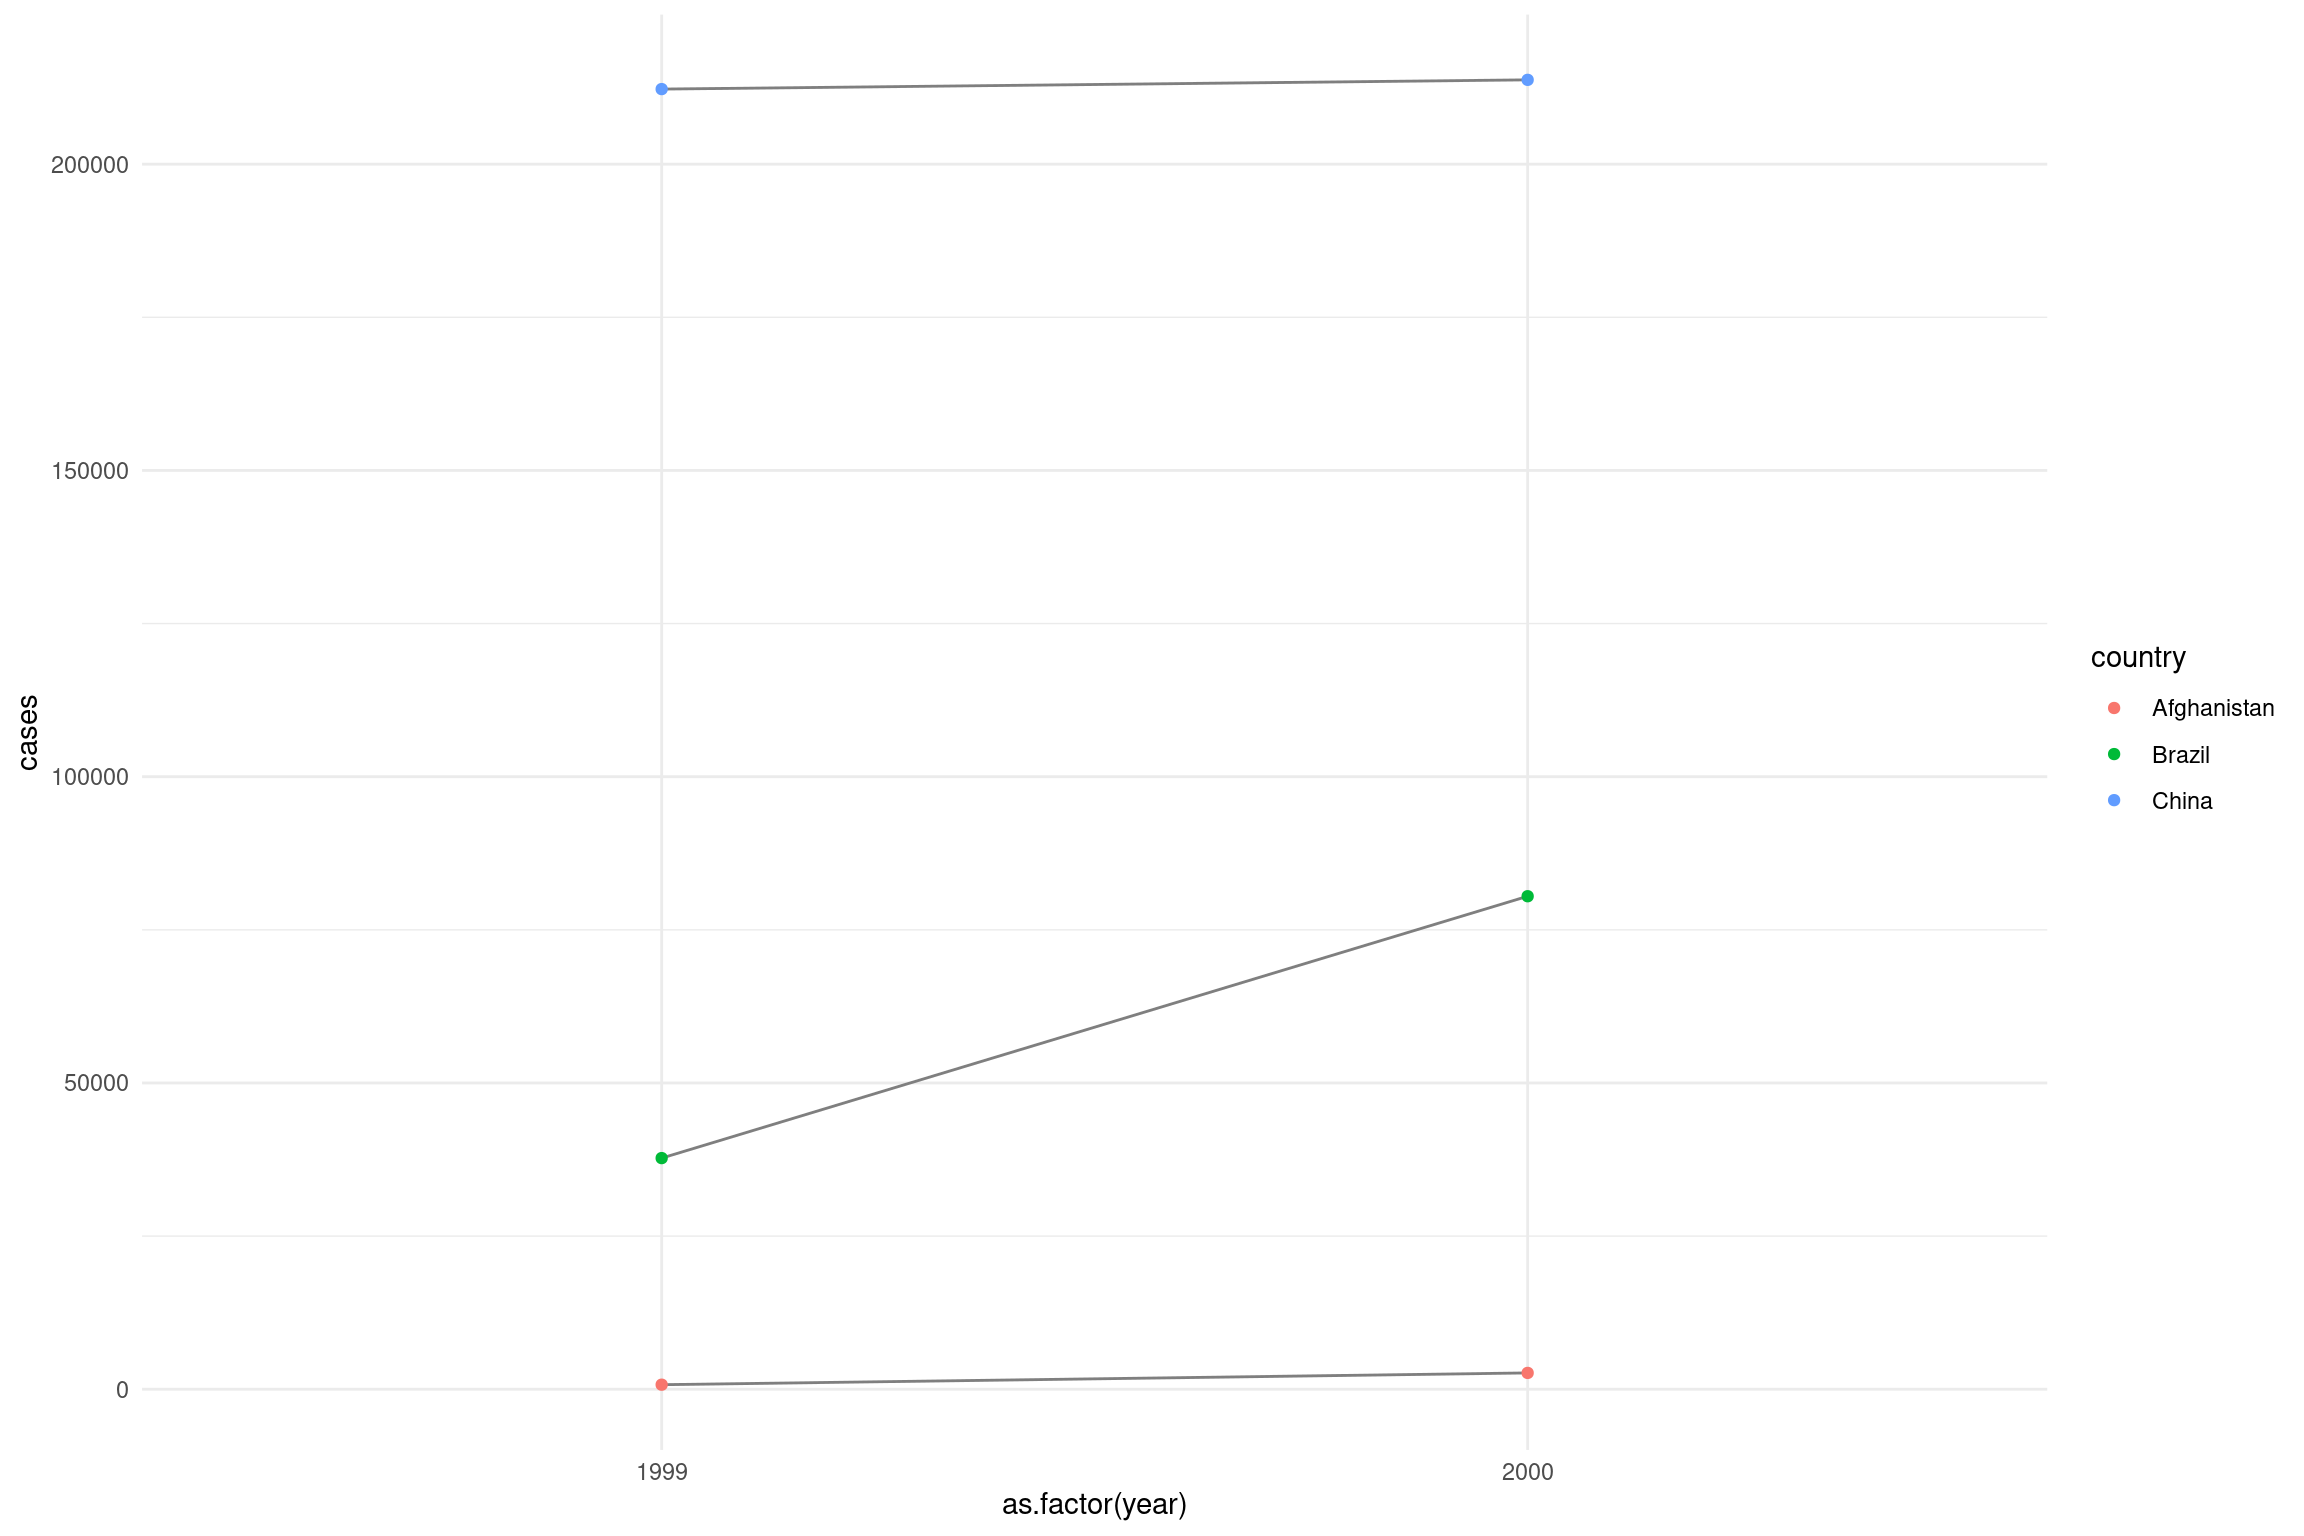 cases
200000
150000
100000
50000
0
1999
2000
as.factor(year)
country
Afghanistan
Brazil
China